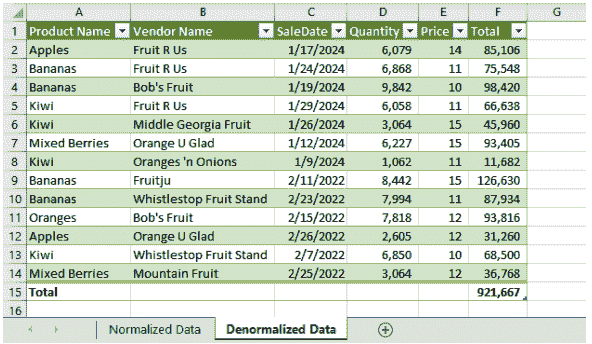 A B C D E F G
1 Product Name Vendor Name SaleDate Quantity Price Total
2 Apples Fruit R Us 1/17/2024 6,079 14 85,106
3 Bananas Fruit R Us 1/24/2024 6,868 11 75,548
4 Bananas Bob's Fruit 1/19/2024 9,842 10 98,420
5 Kiwi Fruit R Us 1/29/2024 6,058 11 66,638
6 Kiwi Middle Georgia Fruit 1/26/2024 3,064 15 45,960
7 Mixed Berries Orange U Glad 1/12/2024 6,227 15 93,405
8 Kiwi Oranges 'n Onions 1/9/2024 1,062 11 11,682
9 Bananas Fruitju 2/11/2022 8,442 15 126,630
10 Bananas Whistlestop Fruit Stand 2/23/2022 7,994 11 87,934
11 Oranges Bob's Fruit 2/15/2022 7,818 12 93,816
12 Apples Orange U Glad 2/26/2022 2,605 12 31,260
13 Kiwi Whistlestop Fruit Stand 2/7/2022 6,850 10 68,500
14 Mixed Berries Mountain Fruit 2/25/2022 3,064 12 36,768
15 Total 921,667
16
Normalized Data Denormalized Data